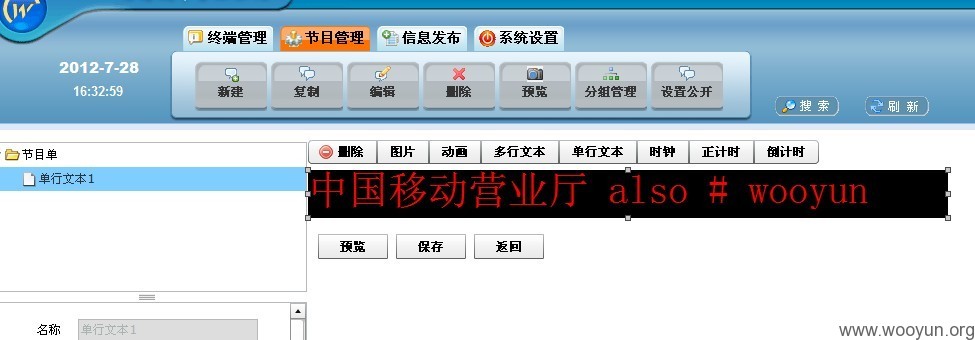 终端管理 节目管理 信息发布 系统设置
2012-7-28
16:32:59
新建 复制 编辑 删除 预览 分组管理 设置公开
搜索 刷新
节目单
单行文本1
删除 图片 动画 多行文本 单行文本 时钟 正计时 倒计时
中国移动营业厅 also # wooyun
预览 保存 返回
名称 单行文本1
www.wooyun.org